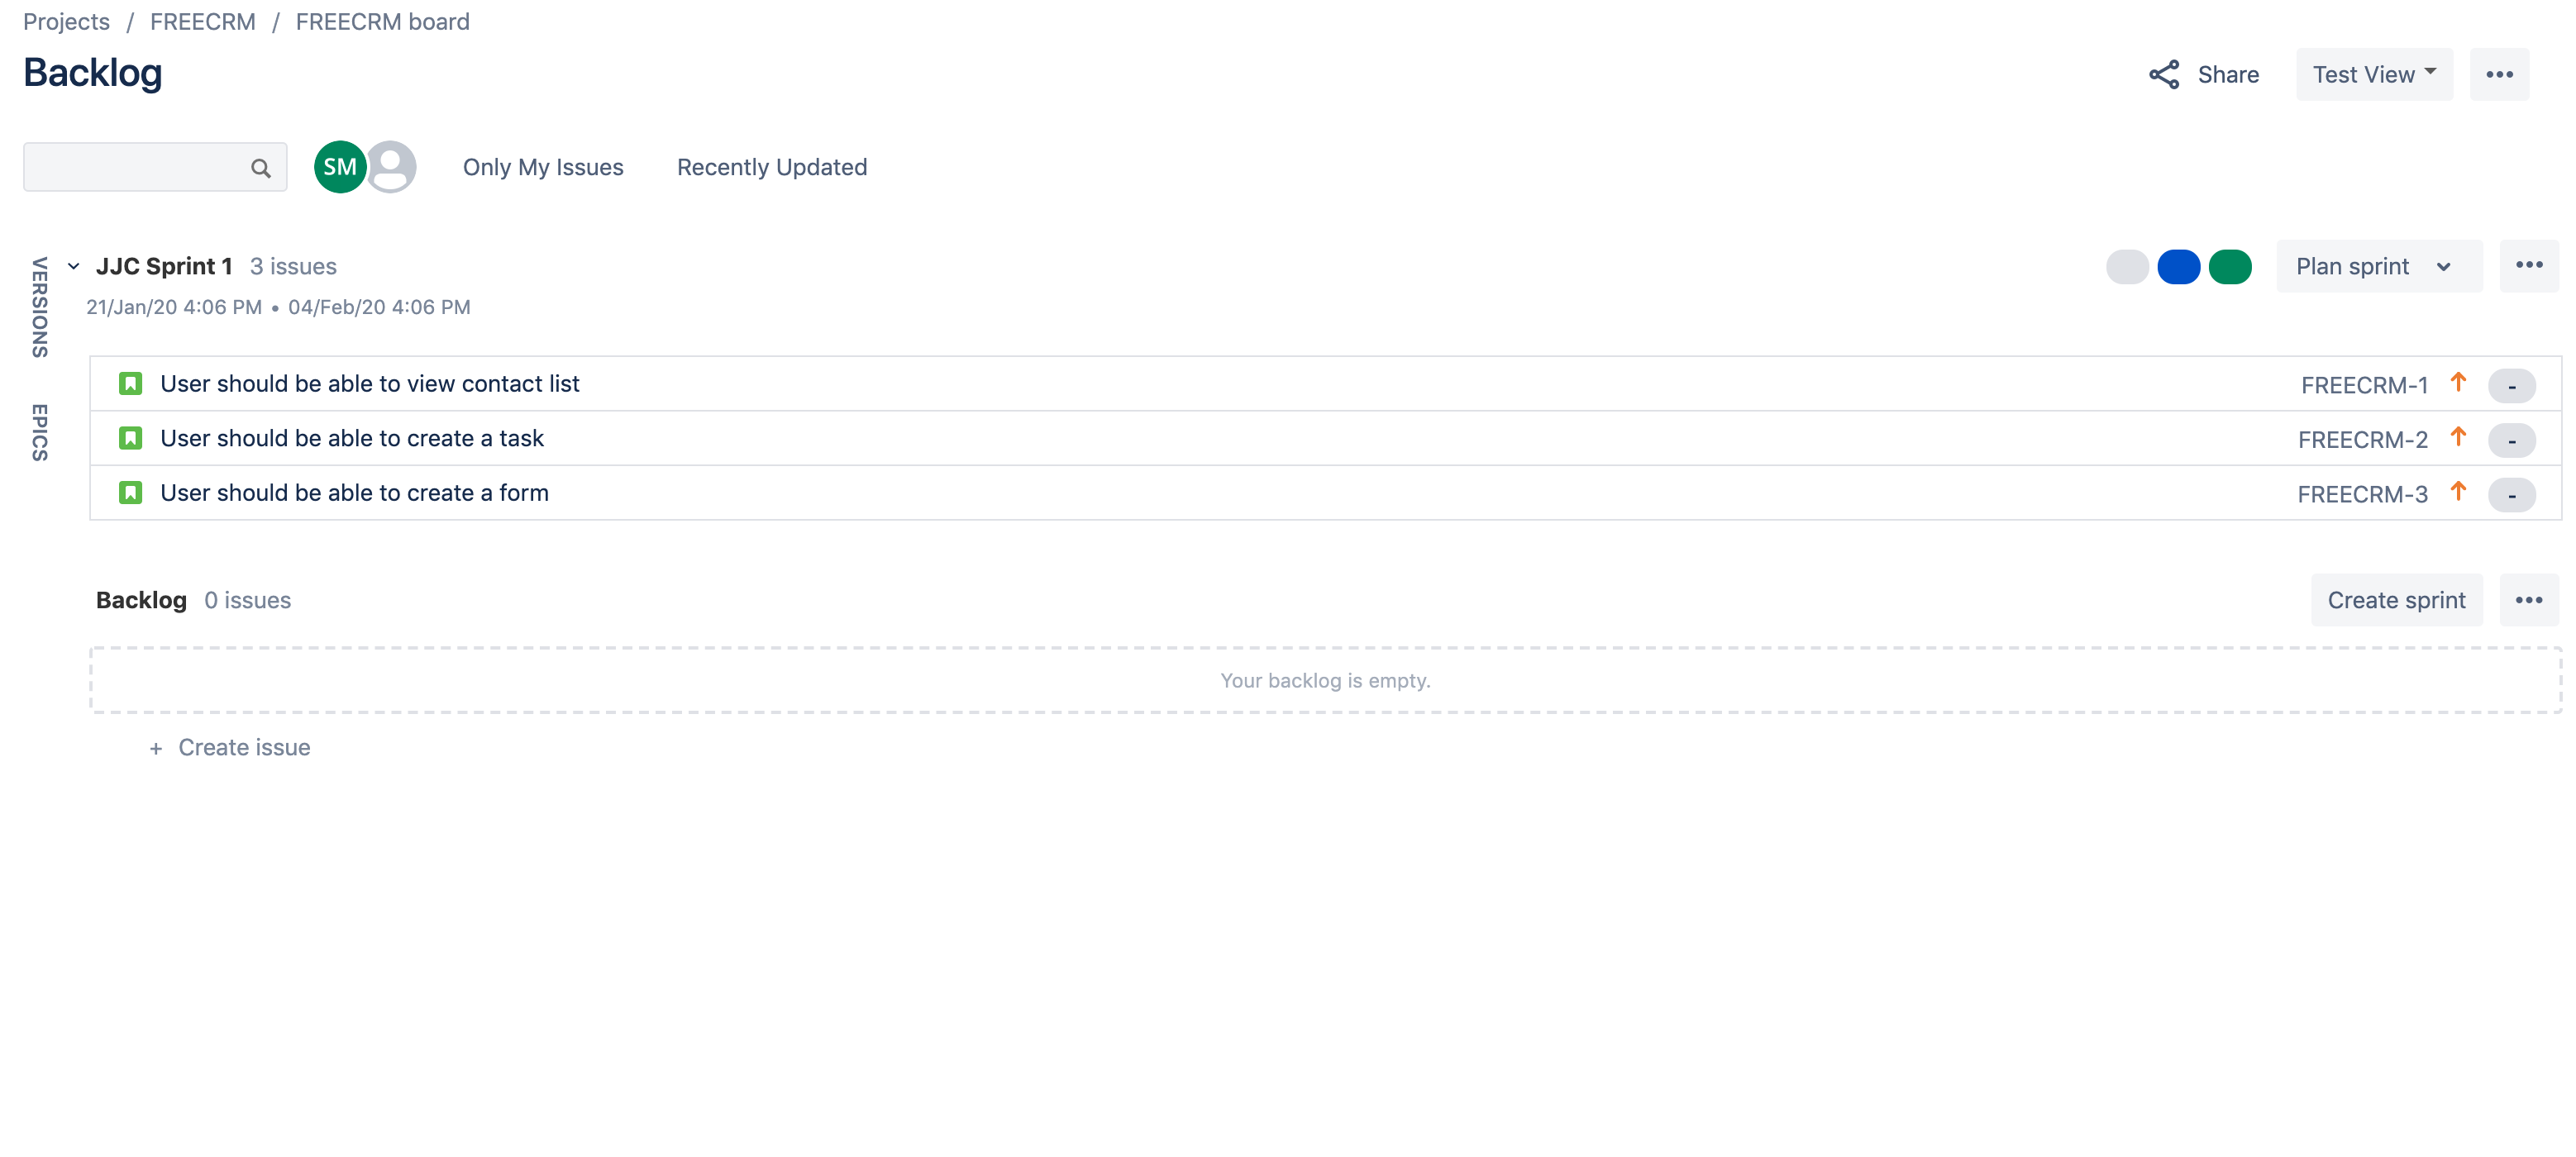 Projects / FREECRM / FREECRM board
Backlog
Share
Test View
SM
Only My Issues
Recently Updated
VERSIONS
EPICS
JJC Sprint 1 3 issues
Plan sprint
21/Jan/20 4:06 PM • 04/Feb/20 4:06 PM
User should be able to view contact list FREECRM-1 -
User should be able to create a task FREECRM-2 -
User should be able to create a form FREECRM-3 -
Backlog 0 issues
Create sprint
Your backlog is empty.
+ Create issue